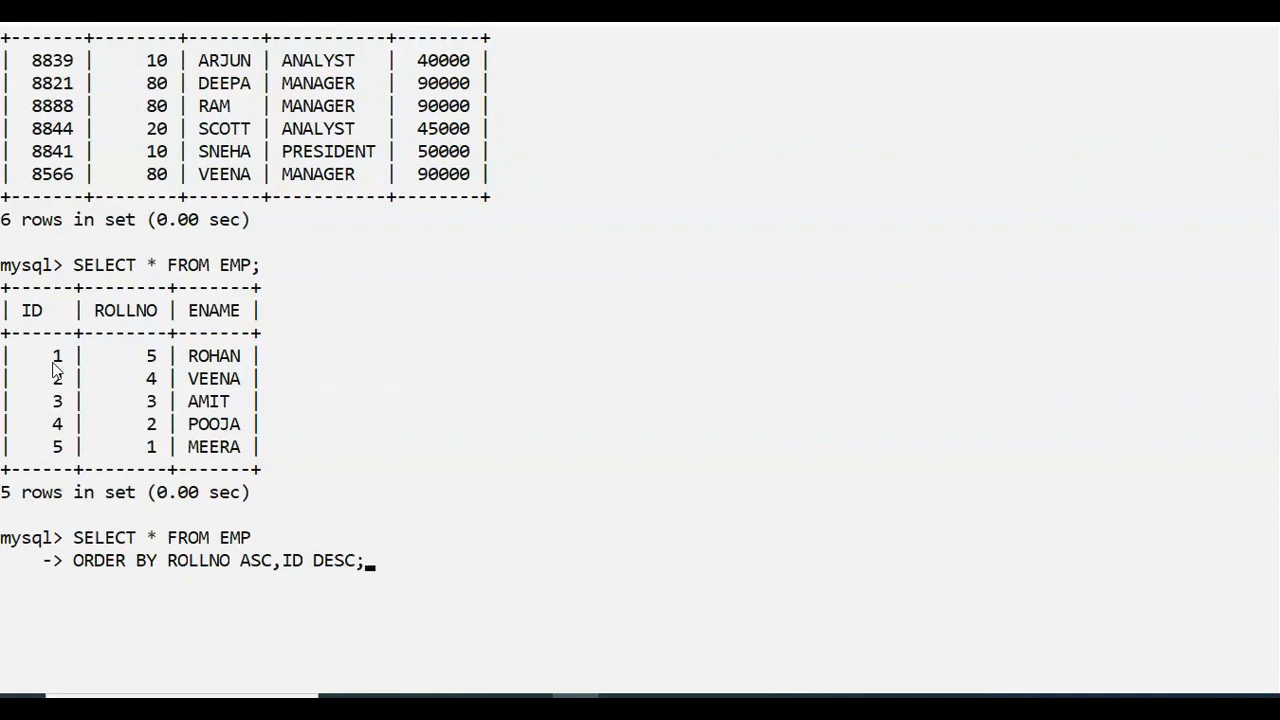 +-------+--------+-------+-----------+--------+
|  8839 |     10 | ARJUN | ANALYST   |  40000 |
|  8821 |     80 | DEEPA | MANAGER   |  90000 |
|  8888 |     80 | RAM   | MANAGER   |  90000 |
|  8844 |     20 | SCOTT | ANALYST   |  45000 |
|  8841 |     10 | SNEHA | PRESIDENT |  50000 |
|  8566 |     80 | VEENA | MANAGER   |  90000 |
+-------+--------+-------+-----------+--------+
6 rows in set (0.00 sec)
mysql> SELECT * FROM EMP;
+------+--------+-------+
| ID   | ROLLNO | ENAME |
+------+--------+-------+
|    1 |      5 | ROHAN |
|    2 |      4 | VEENA |
|    3 |      3 | AMIT  |
|    4 |      2 | POOJA |
|    5 |      1 | MEERA |
+------+--------+-------+
5 rows in set (0.00 sec)
mysql> SELECT * FROM EMP
    -> ORDER BY ROLLNO ASC,ID DESC;